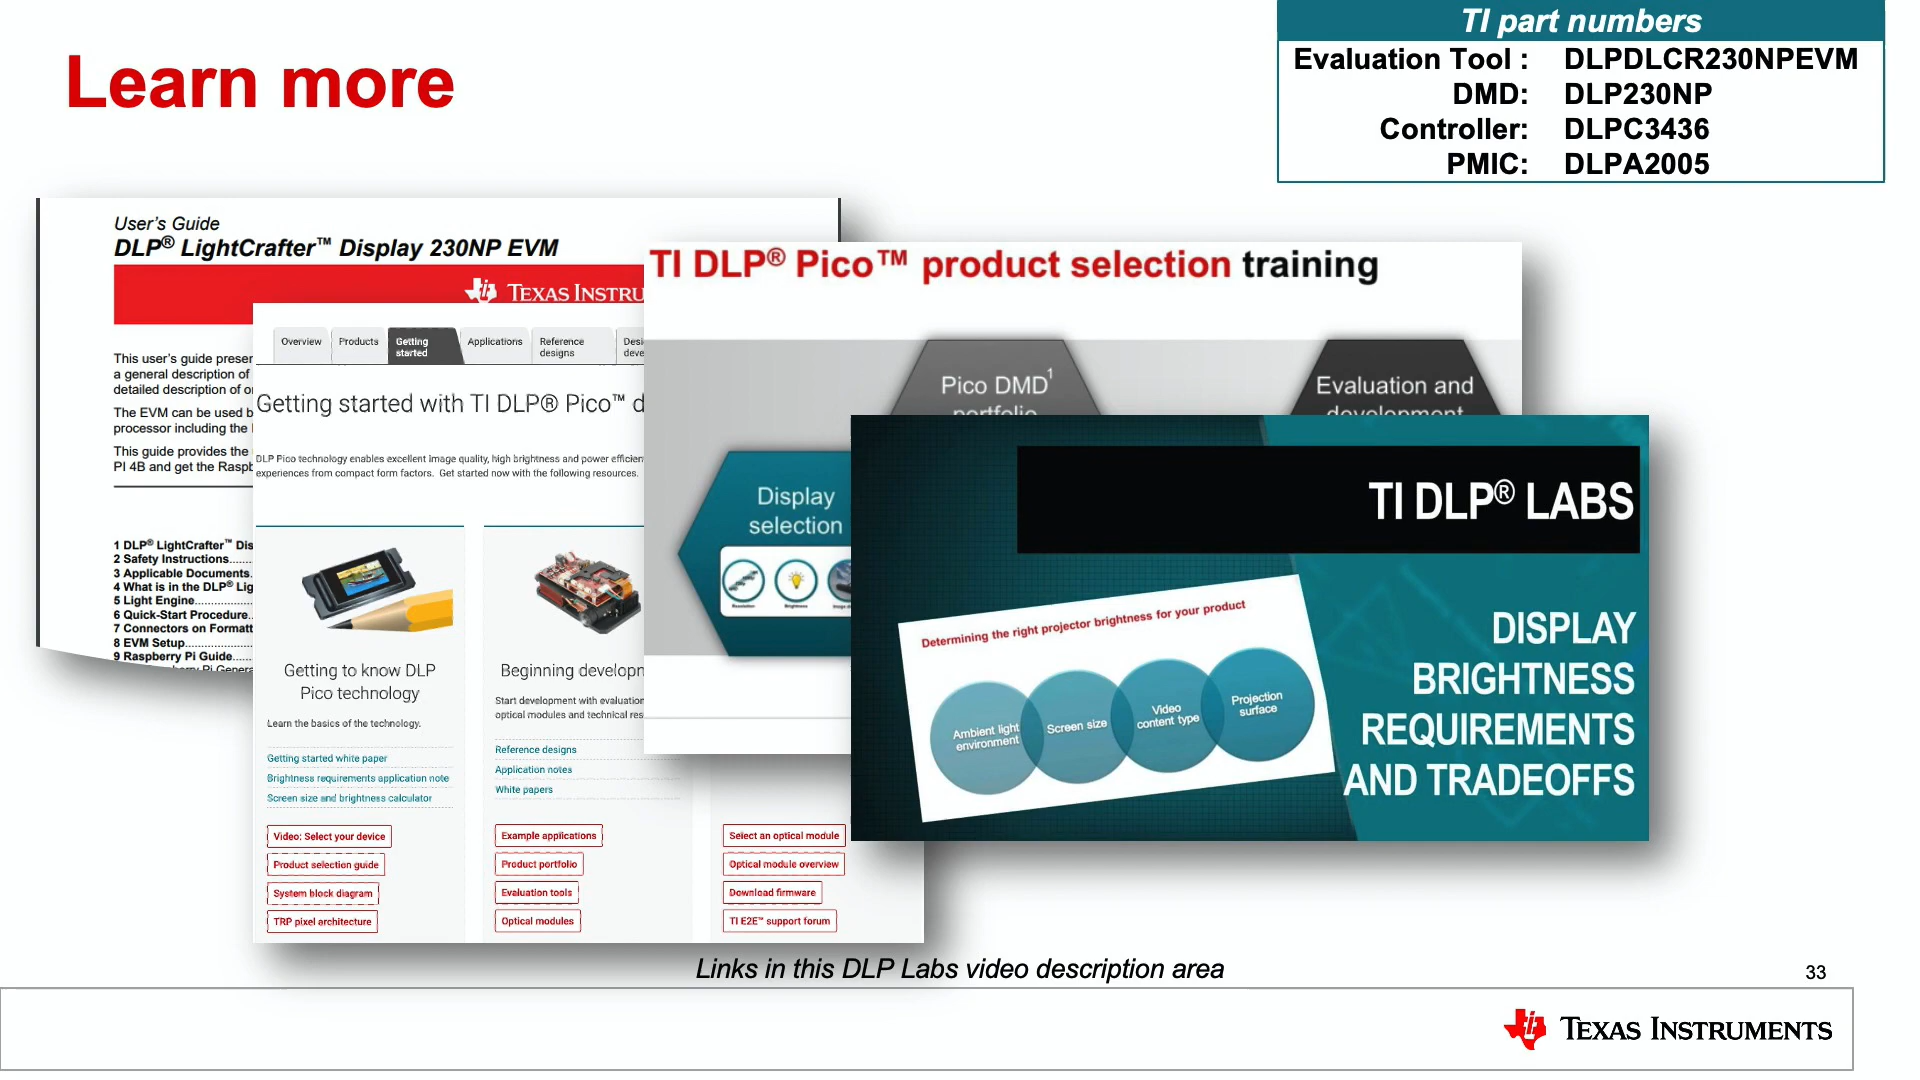 Learn more
TI part numbers
Evaluation Tool : DLPDLCR230NPEVM
DMD: DLP230NP
Controller: DLPC3436
PMIC: DLPA2005
User's Guide
DLP® LightCrafter™ Display 230NP EVM
TEXAS INSTRU
This user's guide
a general description of
detailed description of
The EVM can be used
processor including the
This guide provides the
PI 4B and get the
1 DLP® LightCrafter™
2 Safety Instructions
3 Applicable Documents
4 What is in the DLP®
5 Light Engine
6 Quick-Start Procedure
7 Connectors on
8 EVM Setup
9 Raspberry Pi Guide
Overview
Products
Getting
started
Applications
Reference
designs
Getting started with TI DLP® Pico™ d
DLP Pico technology enables excellent image quality, high brightness and power efficien
experiences from compact form factors. Get started now with the following resources.
Getting to know DLP
Pico technology
Learn the basics of the technology.
Getting started white paper
Brightness requirements application note
Screen size and brightness calculator
Video: Select your device
Product selection guide
System block diagram
TRP pixel architecture
Beginning developn
Start development with evaluation
optical modules and technical res
Reference designs
Application notes
White papers
Example applications
Product portfolio
Evaluation tools
Optical modules
Select an optical module
Optical module overview
Download firmware
TI E2E™ support forum
TI DLP® Pico™ product selection training
Pico DMD1
portfolio
Evaluation and
development
Display
selection
Resolution
Brightness
TI DLP® LABS
DISPLAY
BRIGHTNESS
REQUIREMENTS
AND TRADEOFFS
Determining the right projector brightness for your product
Ambient light
environment
Screen size
Video
content type
Projection
surface
Links in this DLP Labs video description area
33
TEXAS INSTRUMENTS